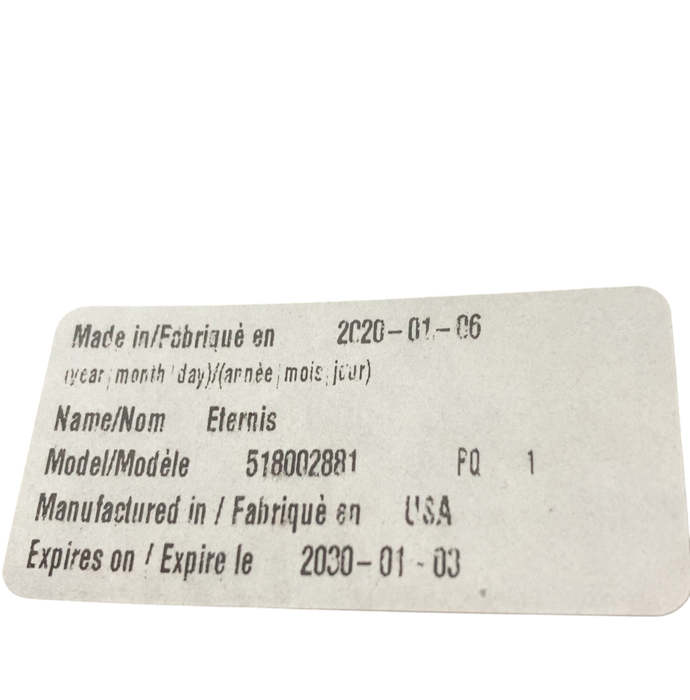 Made in/Fabriquè en 2020-01-06
(year/month/day)/(annèe/mois/jour)
Name/Nom Eternis
Model/Modèle 518002881 PQ 1
Manufactured in / Fabriquè en USA
Expires on / Expire le 2030-01-03